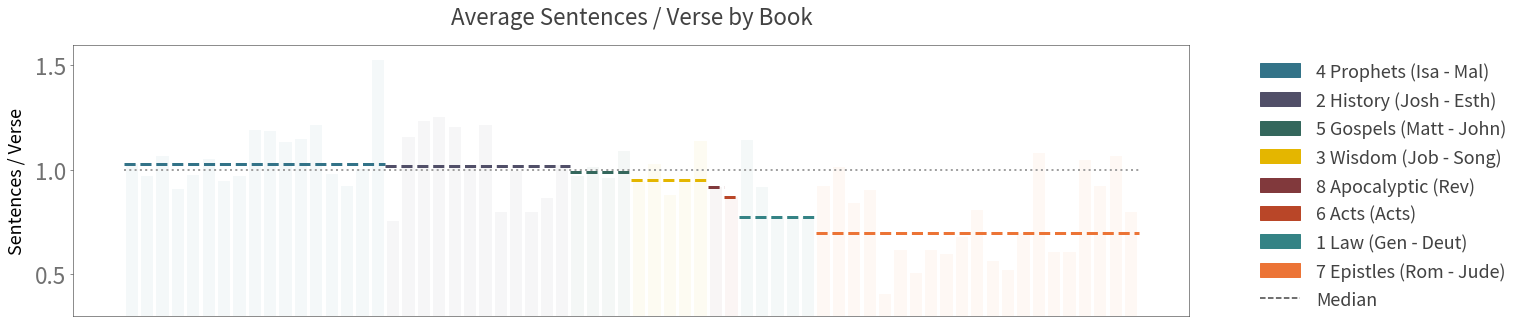 Average Sentences / Verse by Book
Sentences / Verse
1.5
1.0
0.5
4 Prophets (Isa - Mal)
2 History (Josh - Esth)
5 Gospels (Matt - John)
3 Wisdom (Job - Song)
8 Apocalyptic (Rev)
6 Acts (Acts)
1 Law (Gen - Deut)
7 Epistles (Rom - Jude)
Median